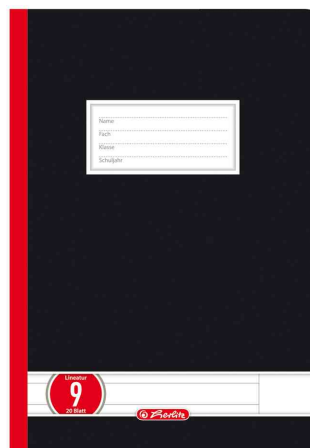 Name
Fach
Klasse
Schuljahr
Lineatur
9
20 Blatt
Herlitz